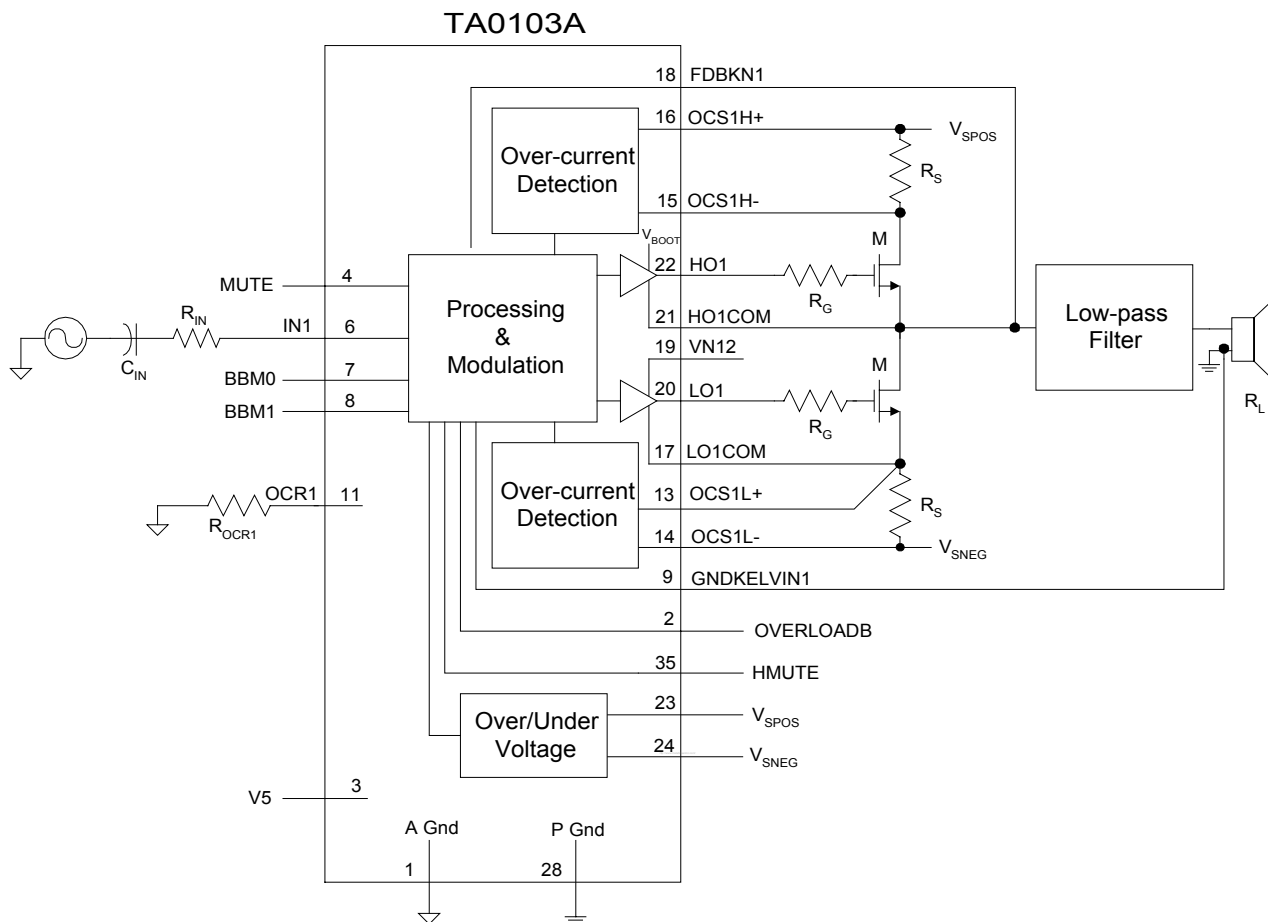 TA0103A
18 FDBKN1
16 OCS1H+
V_SPOS
Over-current
Detection
R_S
15 OCS1H-
V_BOOT
M
22 HO1
R_G
MUTE 4
Processing
&
Modulation
R_IN
IN1 6
C_IN
21 HO1COM
Low-pass
Filter
19 VN12
M
BBM0 7
20 LO1
R_G
BBM1 8
R_L
17 LO1COM
Over-current
Detection
13 OCS1L+
R_S
OCR1 11
R_OCR1
14 OCS1L-
V_SNEG
9 GNDKELVIN1
2 OVERLOADB
35 HMUTE
Over/Under
Voltage
23 V_SPOS
24 V_SNEG
V5 3
A Gnd P Gnd
1 28